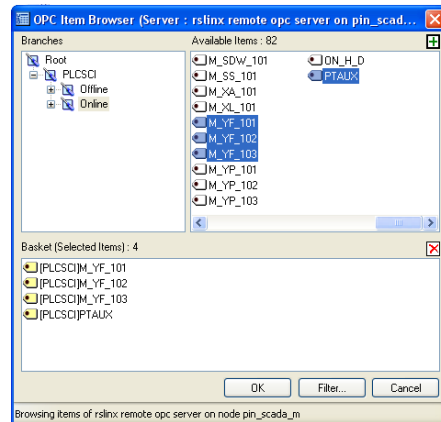 OPC Item Browser (Server : rslinx remote opc server on pin_scad...
Branches
Available Items : 82
Root
PLCSCI
Offline
Online
M_SDW_101
M_SS_101
M_XA_101
M_XL_101
M_YF_101
M_YF_102
M_YF_103
M_YP_101
M_YP_102
M_YP_103
ON_H_D
PTAUX
Basket (Selected Items) : 4
[PLCSCI]M_YF_101
[PLCSCI]M_YF_102
[PLCSCI]M_YF_103
[PLCSCI]PTAUX
OK
Filter...
Cancel
Browsing items of rslinx remote opc server on node pin_scada_m